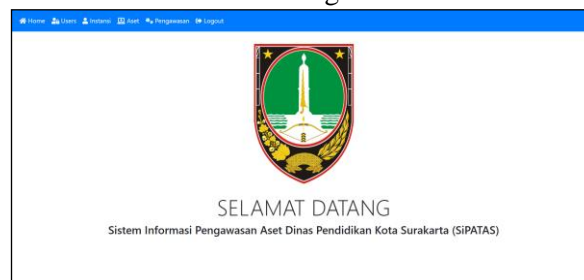 Home Users Instansi Aset Pengawasan Logout
SELAMAT DATANG
Sistem Informasi Pengawasan Aset Dinas Pendidikan Kota Surakarta (SiPATAS)